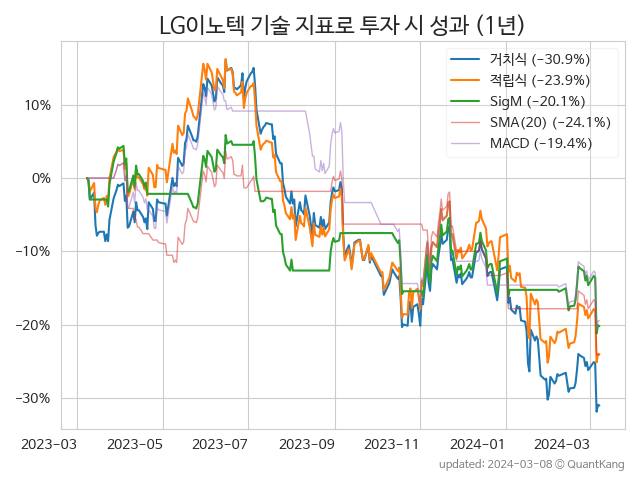 LG이노텍 기술 지표로 투자 시 성과 (1년)
거치식 (−30.9%)
적립식 (−23.9%)
SigM (−20.1%)
SMA(20) (−24.1%)
MACD (−19.4%)
10%
0%
−10%
−20%
−30%
2023−03 2023−05 2023−07 2023−09 2023−11 2024−01 2024−03
updated: 2024−03−08 © QuantKang